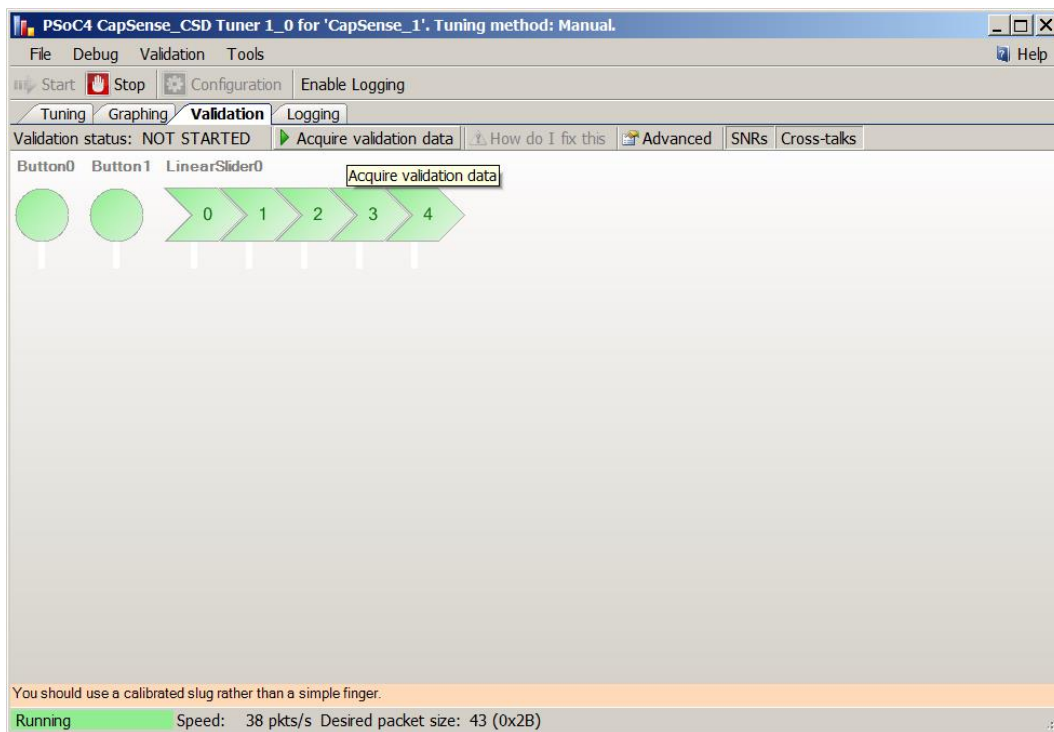 PSoC4 CapSense_CSD Tuner 1_0 for 'CapSense_1'. Tuning method: Manual.
File Debug Validation Tools Help
Start Stop Configuration Enable Logging
Tuning Graphing Validation Logging
Validation status: NOT STARTED Acquire validation data How do I fix this Advanced SNRs Cross-talks
Button0 Button1 LinearSlider0
Acquire validation data
0 1 2 3 4
You should use a calibrated slug rather than a simple finger.
Running Speed: 38 pkts/s Desired packet size: 43 (0x2B)